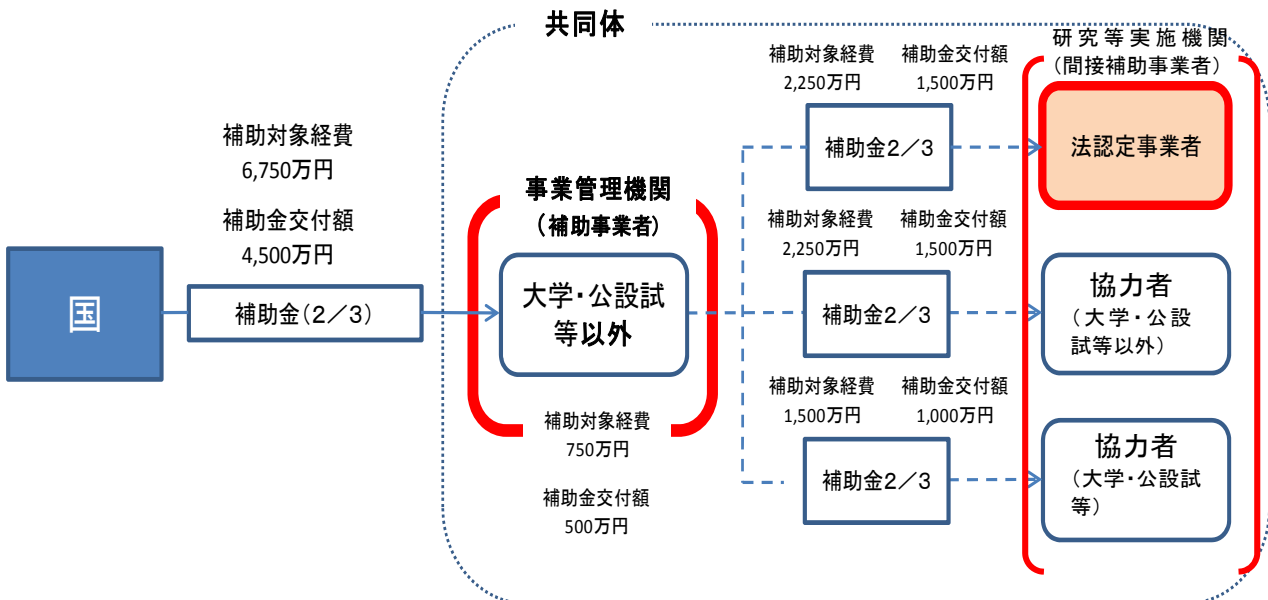 共同体
研究等実施機関
(間接補助事業者)
補助対象経費
6,750万円
補助金交付額
4,500万円
国
補助金(2／3)
事業管理機関
(補助事業者)
大学・公設試
等以外
補助対象経費
750万円
補助金交付額
500万円
補助対象経費
2,250万円
補助金交付額
1,500万円
補助金2／3
法認定事業者
補助対象経費
2,250万円
補助金交付額
1,500万円
補助金2／3
協力者
(大学・公設
試等以外)
補助対象経費
1,500万円
補助金交付額
1,000万円
補助金2／3
協力者
(大学・公設試
等)